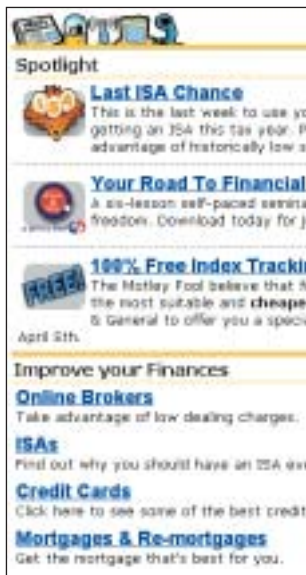 Spotlight
ISA
Last ISA Chance
This is the last week to use yo
getting an ISA this tax year. P
advantage of historically low s
Your Road To Financial
A six-lesson self-paced semina
freedom. Download today for j
FREE!
100% Free Index Trackin
The Motley Fool believe that f
the most suitable and cheape
& General to offer you a speci
April 5th.
Improve your Finances
Online Brokers
Take advantage of low dealing charges.
ISAs
Find out why you should have an ISA eve
Credit Cards
Click here to see some of the best credit
Mortgages & Re-mortgages
Get the mortgage that's best for you.